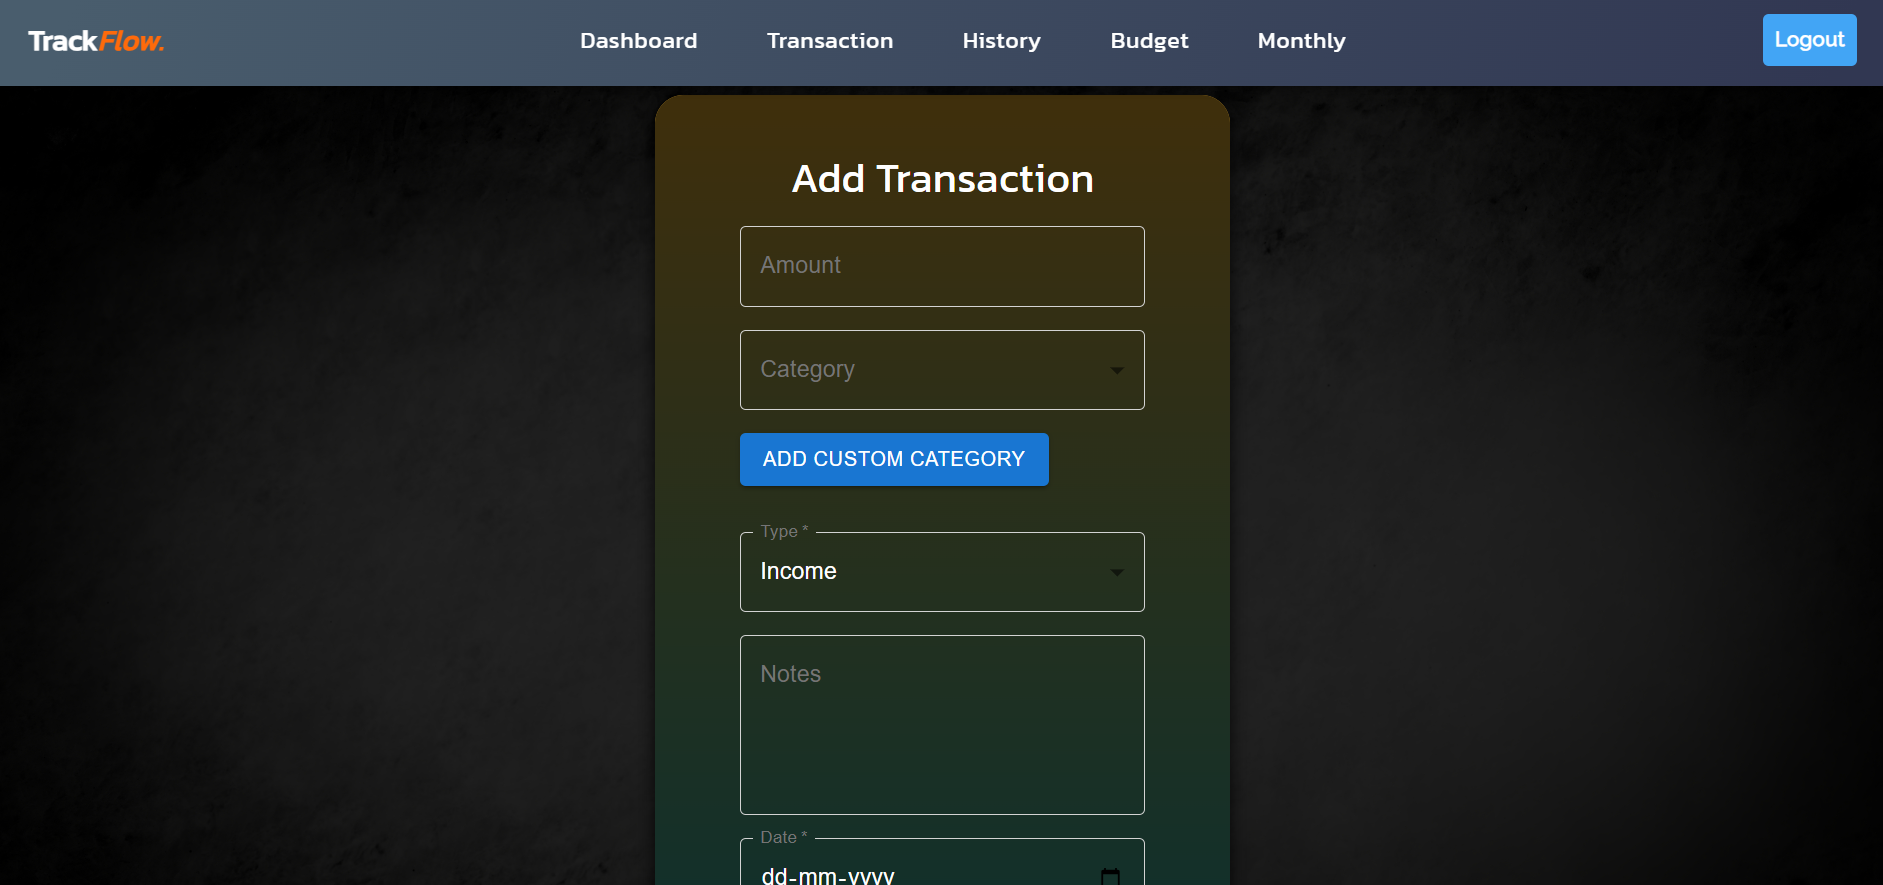 TrackFlow.
Dashboard Transaction History Budget Monthly
Logout
Add Transaction
Amount
Category
ADD CUSTOM CATEGORY
Type *
Income
Notes
Date *
dd-mm-yyyy